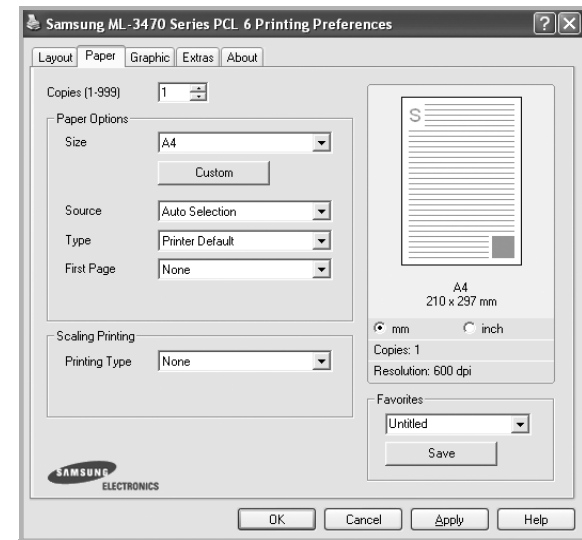 Samsung ML-3470 Series PCL 6 Printing Preferences
Layout Paper Graphic Extras About
Copies (1-999) 1
Paper Options
Size A4
Custom
Source Auto Selection
Type Printer Default
First Page None
Scaling Printing
Printing Type None
SAMSUNG
ELECTRONICS
S
A4
210 x 297 mm
mm inch
Copies: 1
Resolution: 600 dpi
Favorites
Untitled
Save
OK Cancel Apply Help